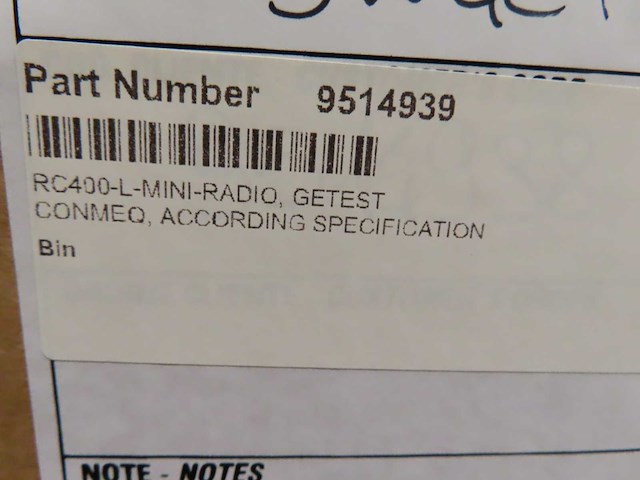 Part Number 9514939
RC400-L-MINI-RADIO, GETEST
CONMEQ, ACCORDING SPECIFICATION
Bin
NOTE - NOTES